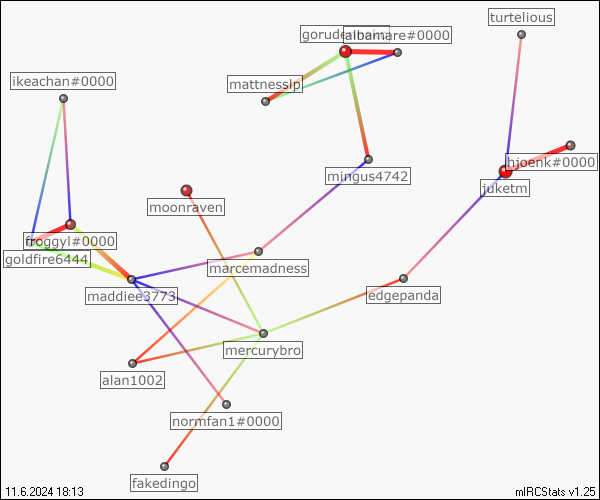 turtelious
albamare#0000
ikeachan#0000
mattnesslp
hjoenk#0000
mingus4742
juketm
moonraven
froggyl#0000
goldfire6444
marcemadness
maddiee3773
edgepanda
mercurybro
alan1002
normfan1#0000
fakedingo
11.6.2024 18:13
mIRCStats v1.25